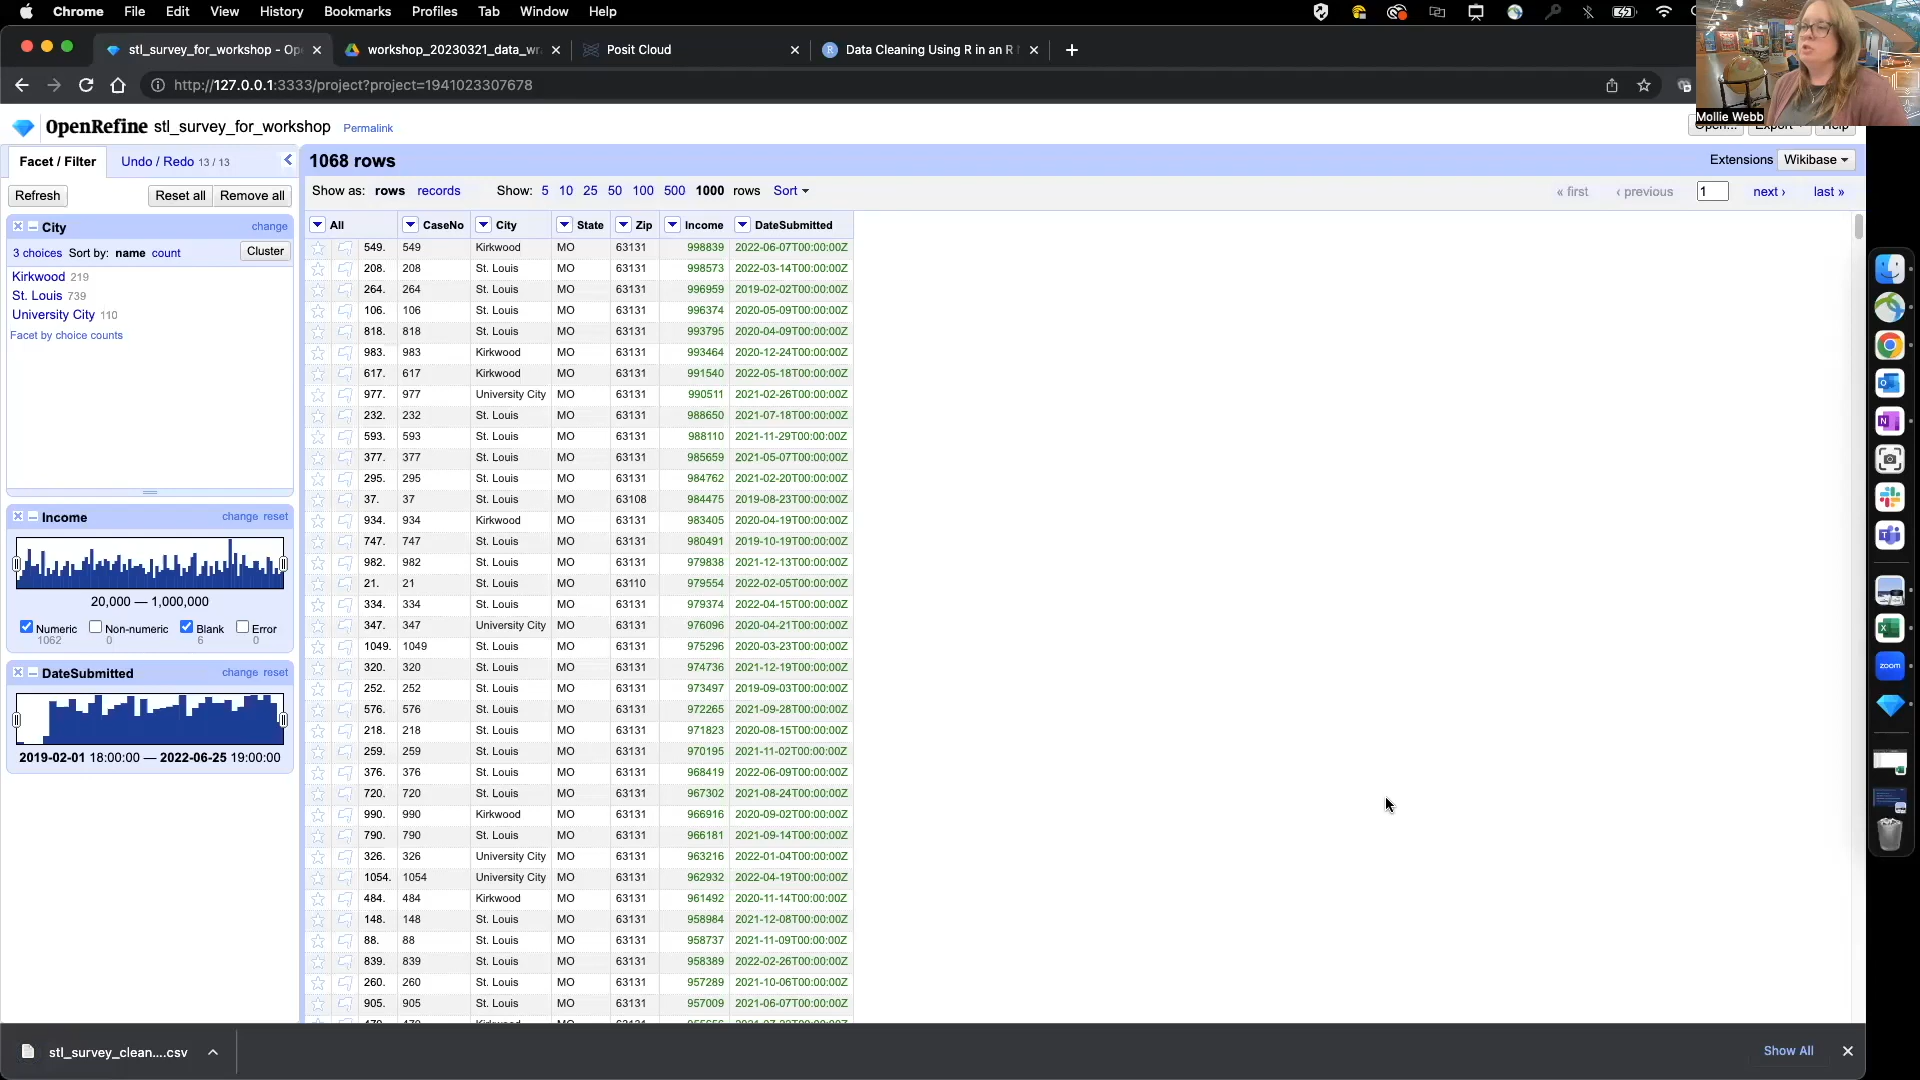 Chrome File Edit View History Bookmarks Profiles Tab Window Help
stl_survey_for_workshop - Ope
workshop_20230321_data_wr
Posit Cloud
Data Cleaning Using R in an R
http://127.0.0.1:3333/project?project=1941023307678
Mollie Webb
OpenRefine stl_survey_for_workshop Permalink
Open... Export Help
Facet / Filter Undo / Redo 13 / 13
1068 rows
Extensions Wikibase
Refresh Reset all Remove all
Show as: rows records Show: 5 10 25 50 100 500 1000 rows Sort
« first ‹ previous 1 next › last »
City change
3 choices Sort by: name count Cluster
Kirkwood 219
St. Louis 739
University City 110
Facet by choice counts
Income change reset
20,000 — 1,000,000
Numeric 1062 Non-numeric 0 Blank 6 Error 0
DateSubmitted change reset
2019-02-01 18:00:00 — 2022-06-25 19:00:00
All CaseNo City State Zip Income DateSubmitted
549. 549 Kirkwood MO 63131 998839 2022-06-07T00:00:00Z
208. 208 St. Louis MO 63131 998573 2022-03-14T00:00:00Z
264. 264 St. Louis MO 63131 996959 2019-02-02T00:00:00Z
106. 106 St. Louis MO 63131 996374 2020-05-09T00:00:00Z
818. 818 St. Louis MO 63131 993795 2020-04-09T00:00:00Z
983. 983 Kirkwood MO 63131 993464 2020-12-24T00:00:00Z
617. 617 Kirkwood MO 63131 991540 2022-05-18T00:00:00Z
977. 977 University City MO 63131 990511 2021-02-26T00:00:00Z
232. 232 St. Louis MO 63131 988650 2021-07-18T00:00:00Z
593. 593 St. Louis MO 63131 988110 2021-11-29T00:00:00Z
377. 377 St. Louis MO 63131 985659 2021-05-07T00:00:00Z
295. 295 St. Louis MO 63131 984762 2021-02-20T00:00:00Z
37. 37 St. Louis MO 63108 984475 2019-08-23T00:00:00Z
934. 934 Kirkwood MO 63131 983405 2020-04-19T00:00:00Z
747. 747 St. Louis MO 63131 980491 2019-10-19T00:00:00Z
982. 982 St. Louis MO 63131 979838 2021-12-13T00:00:00Z
21. 21 St. Louis MO 63110 979554 2022-02-05T00:00:00Z
334. 334 St. Louis MO 63131 979374 2022-04-15T00:00:00Z
347. 347 University City MO 63131 976096 2020-04-21T00:00:00Z
1049. 1049 St. Louis MO 63131 975296 2020-03-23T00:00:00Z
320. 320 St. Louis MO 63131 974736 2021-12-19T00:00:00Z
252. 252 St. Louis MO 63131 973497 2019-09-03T00:00:00Z
576. 576 St. Louis MO 63131 972265 2021-09-28T00:00:00Z
218. 218 St. Louis MO 63131 971823 2020-08-15T00:00:00Z
259. 259 St. Louis MO 63131 970195 2021-11-02T00:00:00Z
376. 376 St. Louis MO 63131 968419 2022-06-09T00:00:00Z
720. 720 St. Louis MO 63131 967302 2021-08-24T00:00:00Z
990. 990 Kirkwood MO 63131 966916 2020-09-02T00:00:00Z
790. 790 St. Louis MO 63131 966181 2021-09-14T00:00:00Z
326. 326 University City MO 63131 963216 2022-01-04T00:00:00Z
1054. 1054 University City MO 63131 962932 2022-04-19T00:00:00Z
484. 484 Kirkwood MO 63131 961492 2020-11-14T00:00:00Z
148. 148 St. Louis MO 63131 958984 2021-12-08T00:00:00Z
88. 88 St. Louis MO 63131 958737 2021-11-09T00:00:00Z
839. 839 St. Louis MO 63131 958389 2022-02-26T00:00:00Z
260. 260 St. Louis MO 63131 957289 2021-10-06T00:00:00Z
905. 905 St. Louis MO 63131 957009 2021-06-07T00:00:00Z
zoom
stl_survey_clean....csv
Show All